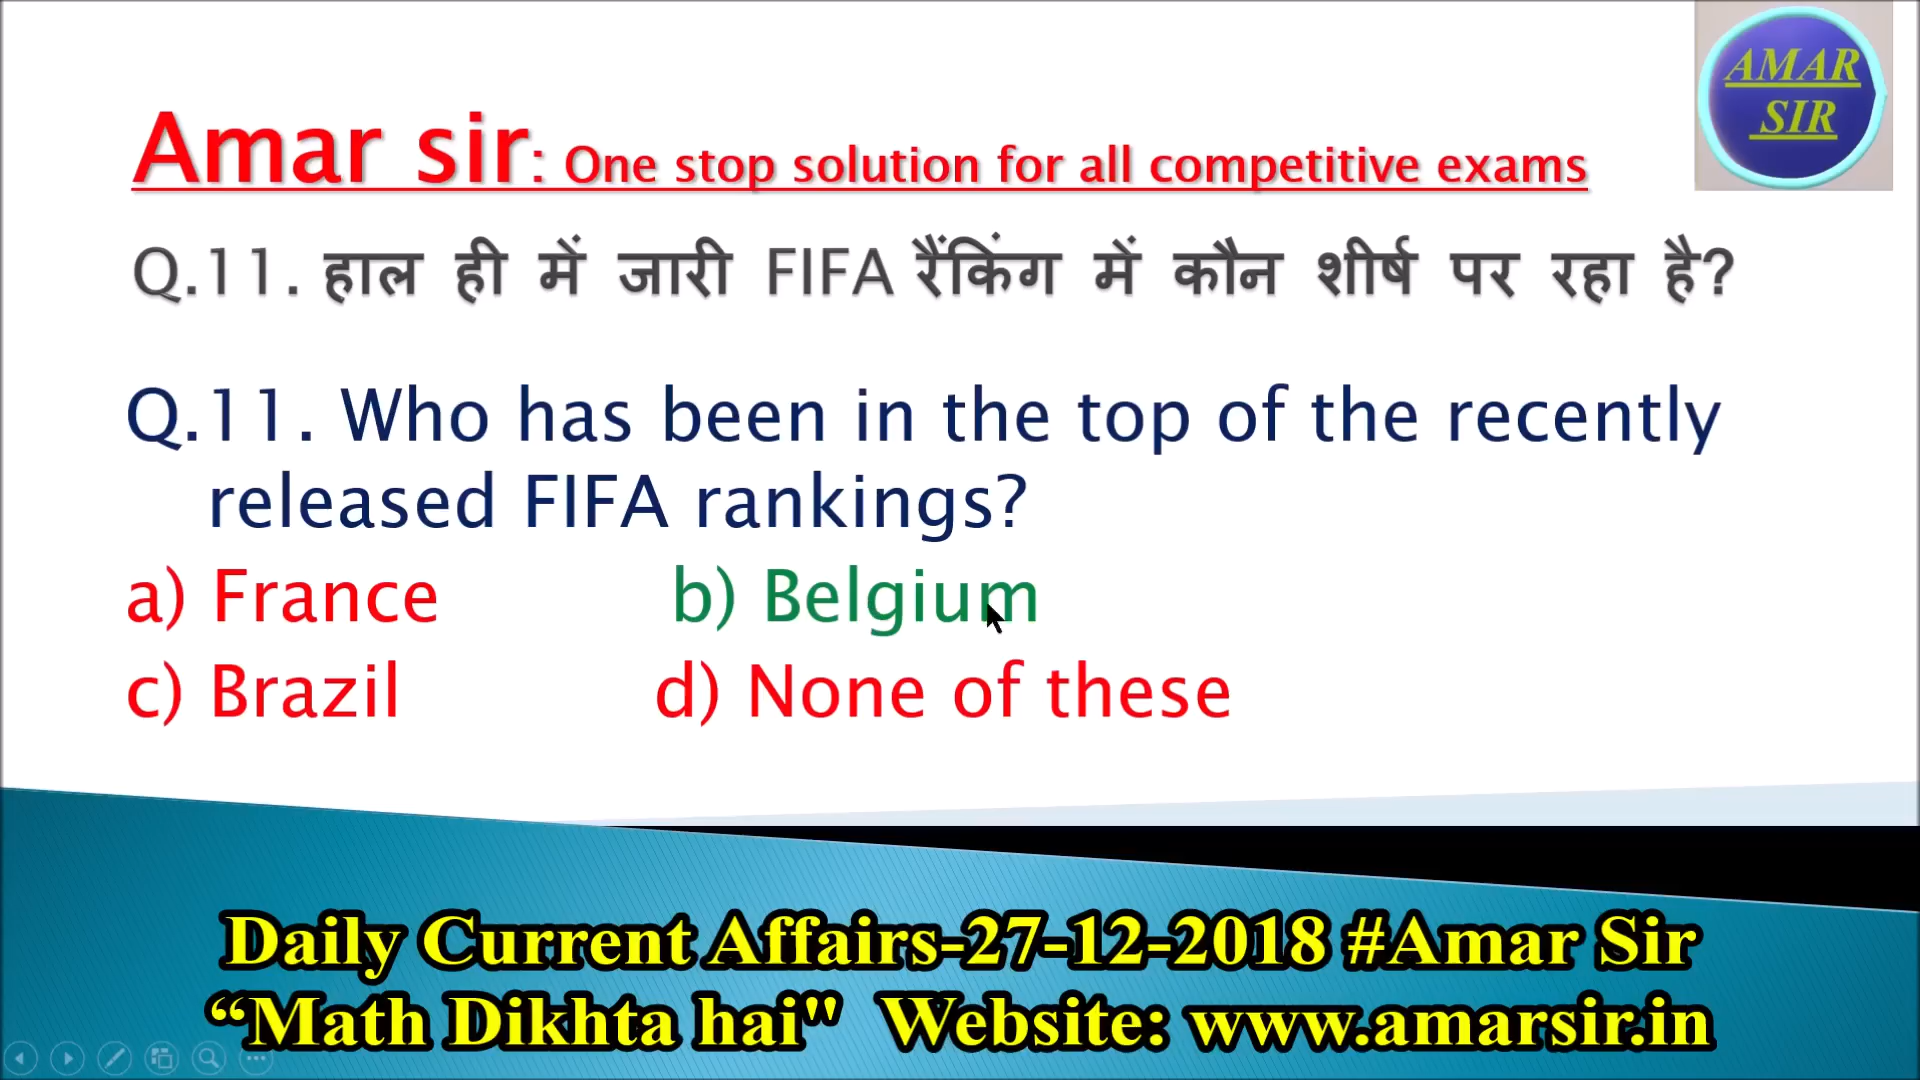 AMAR
SIR
Amar sir: One stop solution for all competitive exams
Q.11. हाल ही में जारी FIFA रैंकिंग में कौन शीर्ष पर रहा है?
Q.11. Who has been in the top of the recently
released FIFA rankings?
a) France b) Belgium
c) Brazil d) None of these
Daily Current Affairs-27-12-2018 #Amar Sir
“Math Dikhta hai" Website: www.amarsir.in